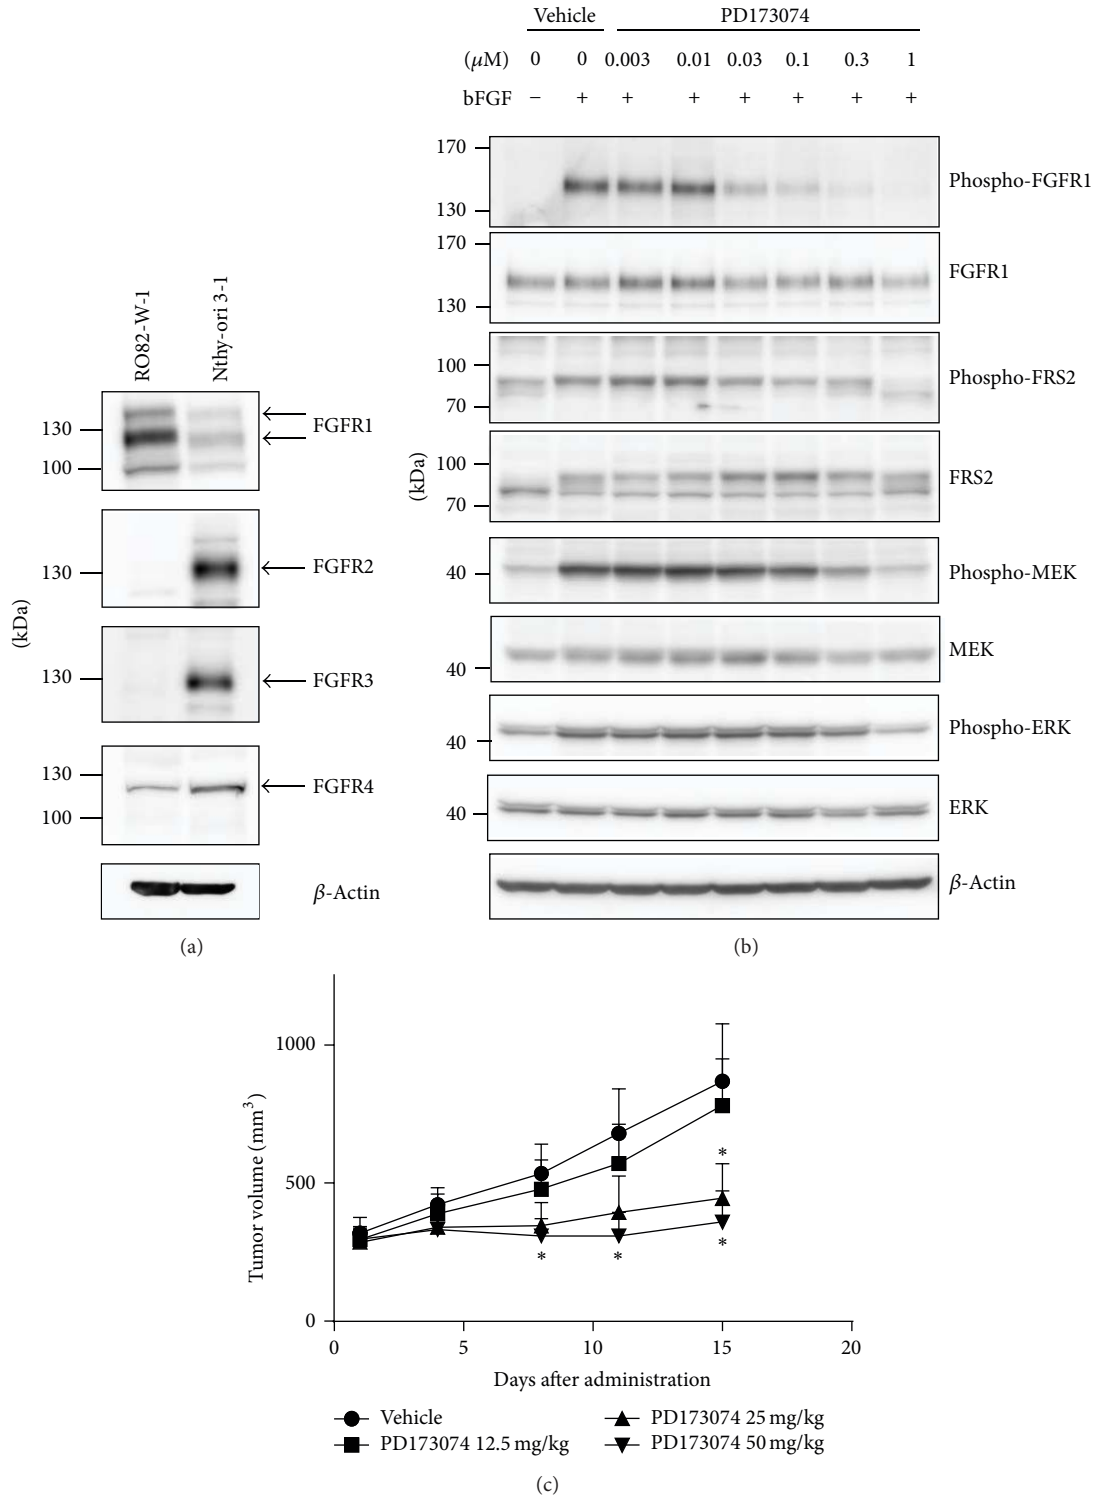 Vehicle PD173074
(μM) 0 0 0.003 0.01 0.03 0.1 0.3 1
bFGF − + + + + + + +
170
130
Phospho-FGFR1
170
130
FGFR1
100
70
Phospho-FRS2
(kDa)
100
70
FRS2
40
Phospho-MEK
40
MEK
40
Phospho-ERK
40
ERK
β-Actin
(b)
RO82-W-1
Nthy-ori 3-1
130
100
FGFR1
130
FGFR2
(kDa)
130
FGFR3
130
100
FGFR4
β-Actin
(a)
1000
500
0
Tumor volume (mm³)
*
* * *
0 5 10 15 20
Days after administration
Vehicle
PD173074 12.5 mg/kg
PD173074 25 mg/kg
PD173074 50 mg/kg
(c)